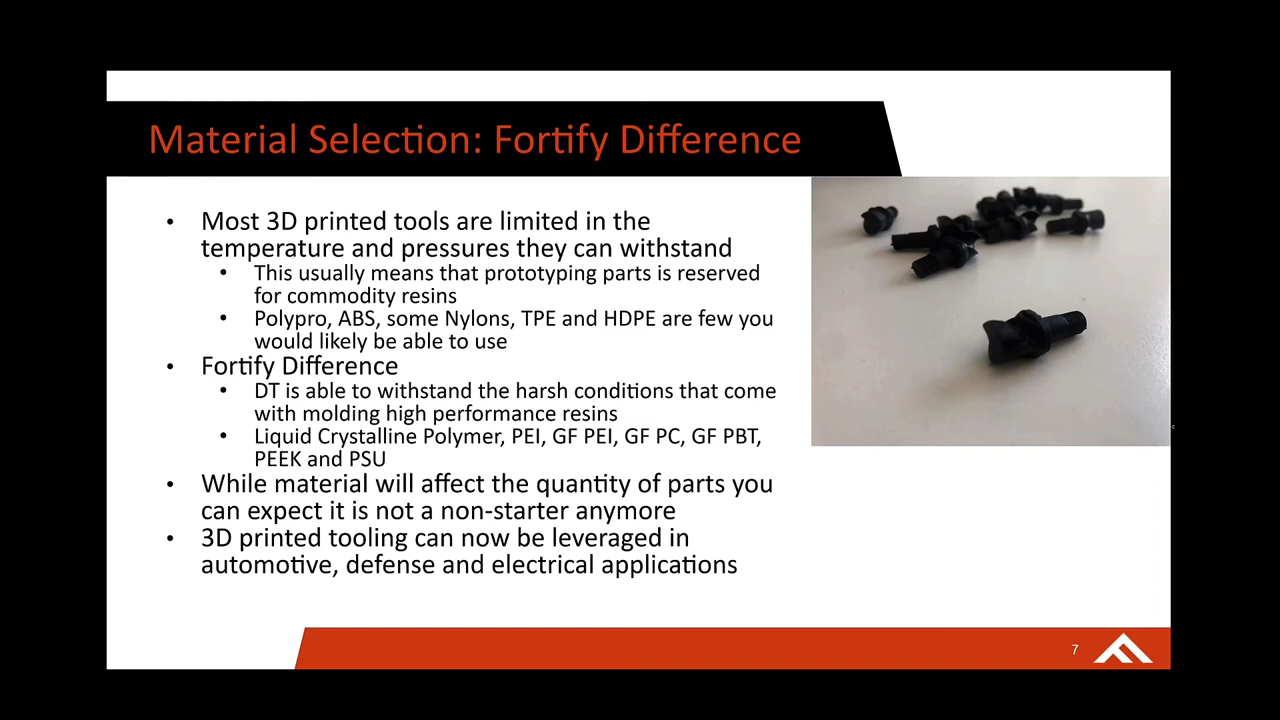 Material Selection: Fortify Difference
• Most 3D printed tools are limited in the
temperature and pressures they can withstand
• This usually means that prototyping parts is reserved
for commodity resins
• Polypro, ABS, some Nylons, TPE and HDPE are few you
would likely be able to use
• Fortify Difference
• DT is able to withstand the harsh conditions that come
with molding high performance resins
• Liquid Crystalline Polymer, PEI, GF PEI, GF PC, GF PBT,
PEEK and PSU
• While material will affect the quantity of parts you
can expect it is not a non-starter anymore
• 3D printed tooling can now be leveraged in
automotive, defense and electrical applications
7